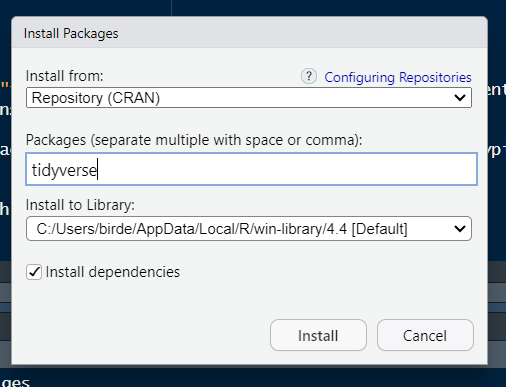 Install Packages
Install from:
? Configuring Repositories
Repository (CRAN)
Packages (separate multiple with space or comma):
tidyverse
Install to Library:
C:/Users/birde/AppData/Local/R/win-library/4.4 [Default]
Install dependencies
Install
Cancel